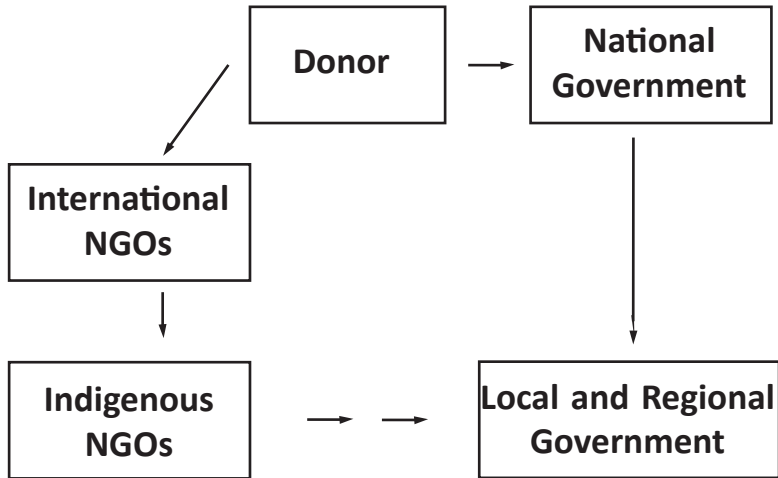 Donor
National
Government
International
NGOs
Indigenous
NGOs
Local and Regional
Government